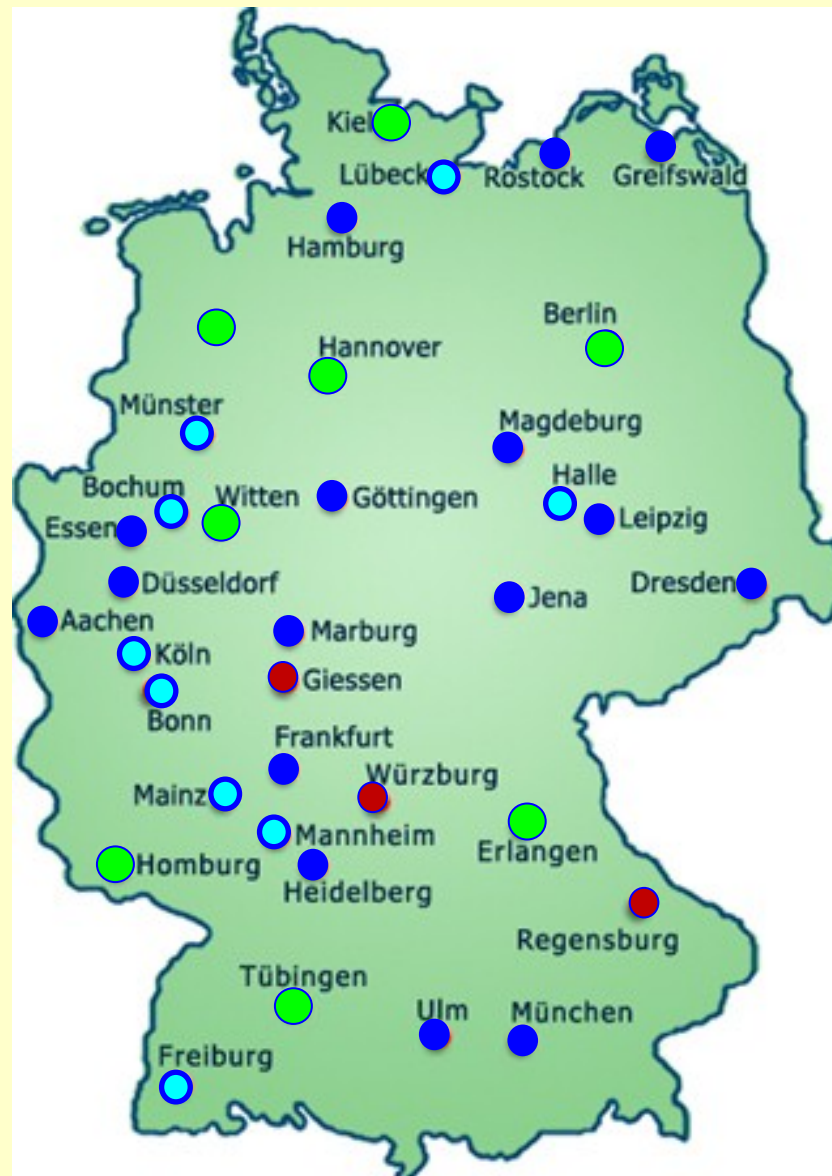 Kiel
Lübeck
Rostock
Greifswald
Hamburg
Berlin
Hannover
Münster
Magdeburg
Halle
Bochum
Witten
Göttingen
Leipzig
Essen
Düsseldorf
Dresden
Jena
Aachen
Marburg
Köln
Giessen
Bonn
Frankfurt
Würzburg
Mainz
Mannheim
Erlangen
Homburg
Heidelberg
Regensburg
Tübingen
Ulm
München
Freiburg